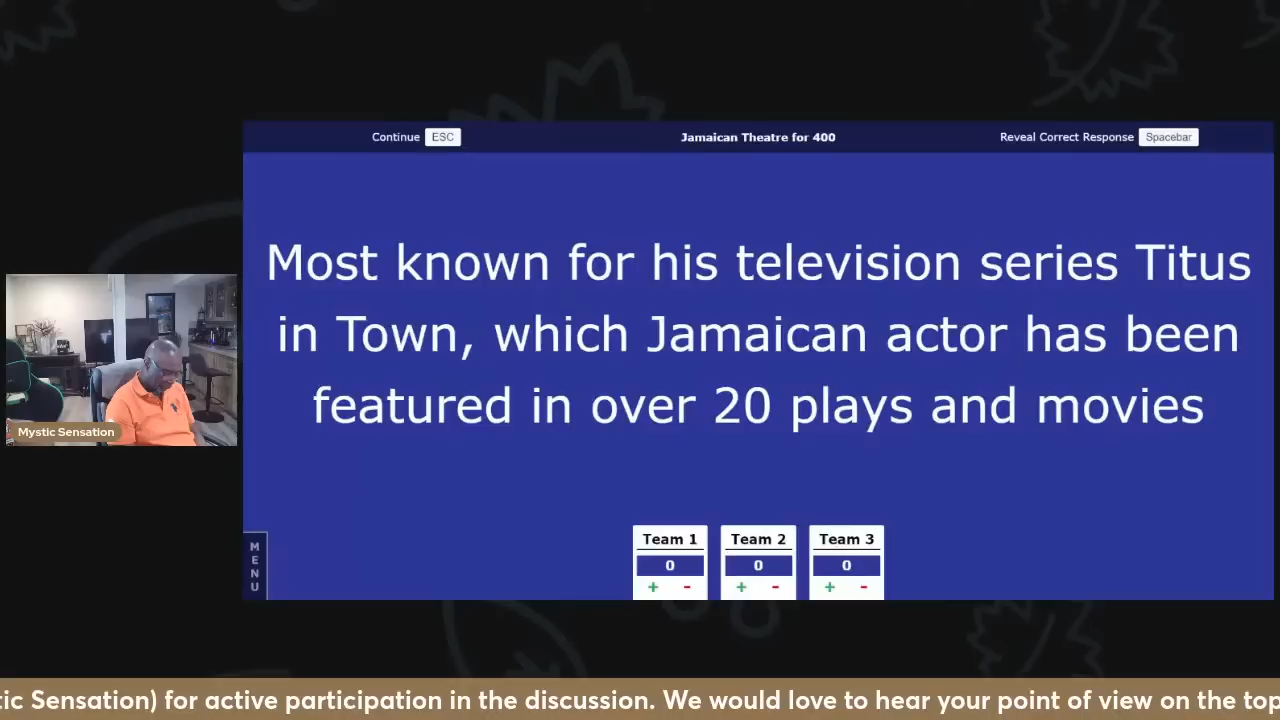 Continue ESC
Jamaican Theatre for 400
Reveal Correct Response Spacebar
Most known for his television series Titus
in Town, which Jamaican actor has been
featured in over 20 plays and movies
Mystic Sensation
MENU
Team 1 Team 2 Team 3
0 0 0
+ - + - + -
tic Sensation) for active participation in the discussion. We would love to hear your point of view on the top